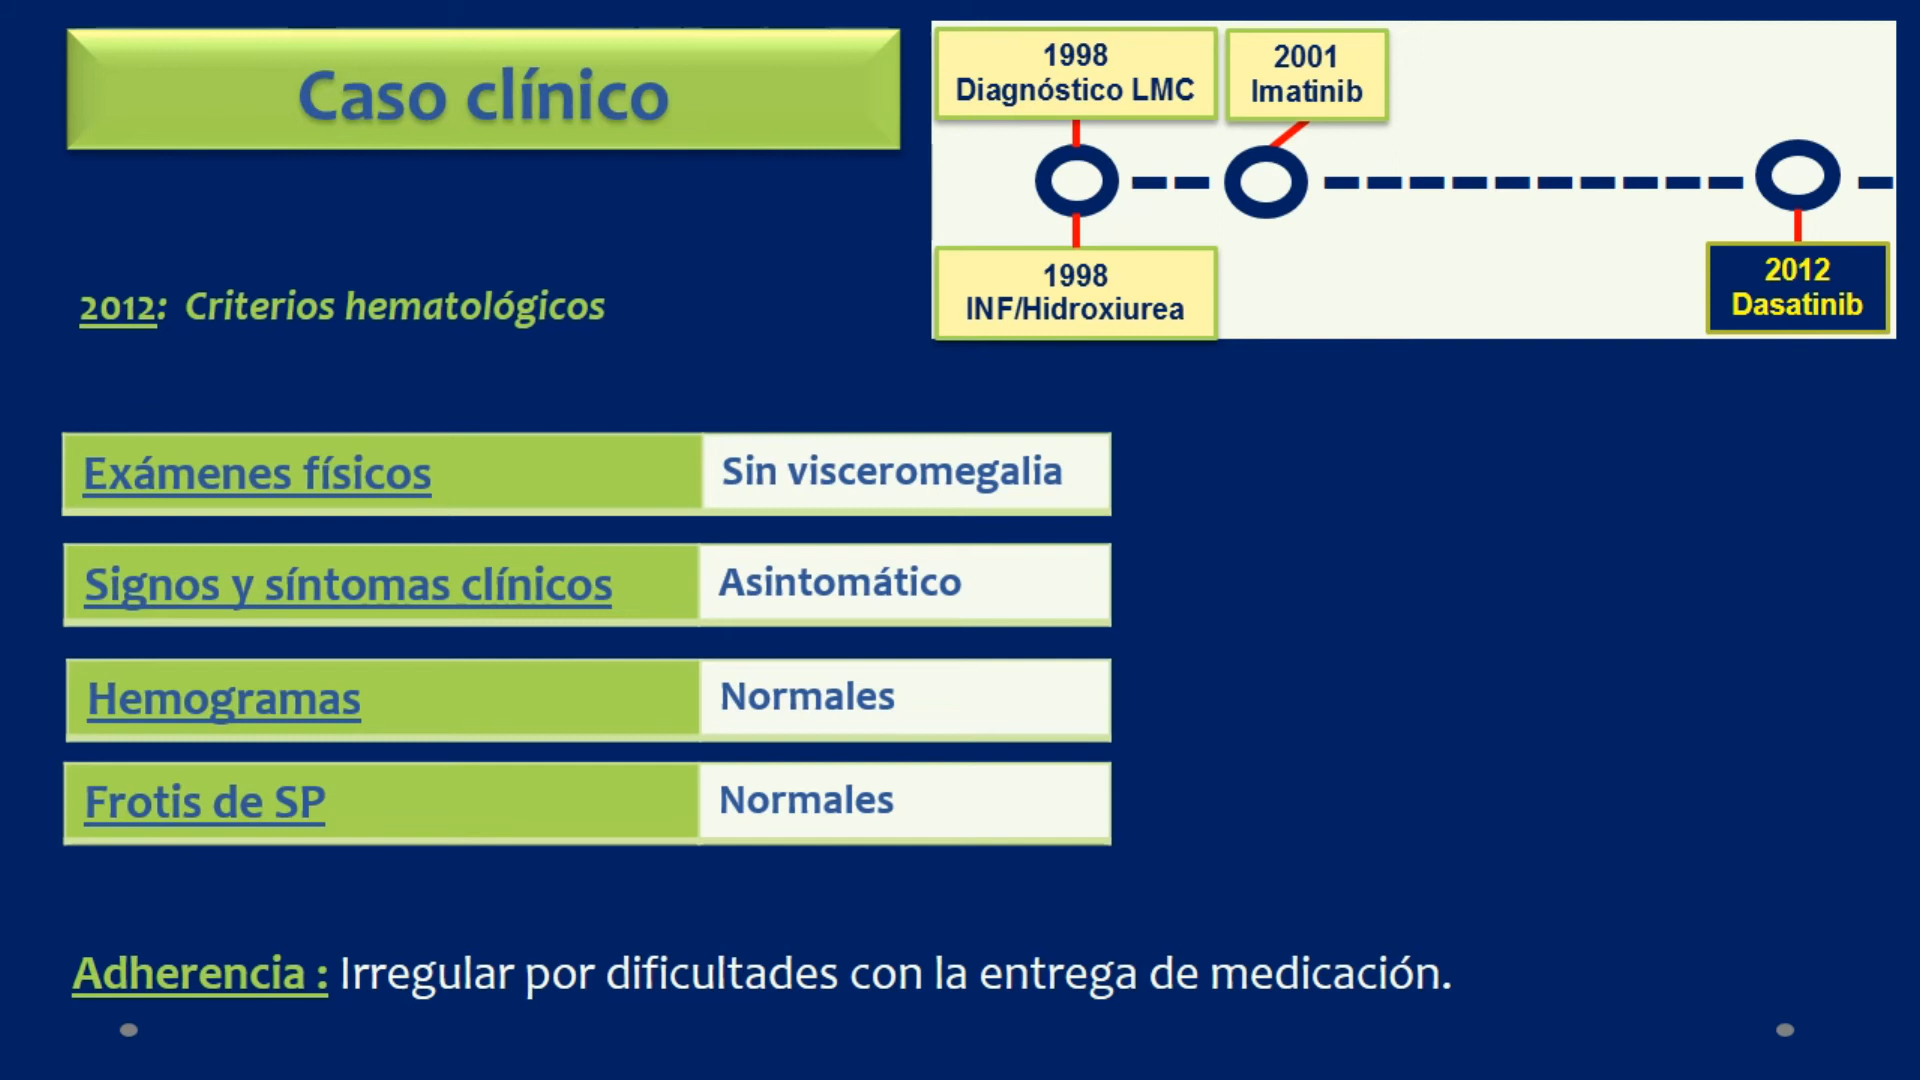 Caso clínico
1998
Diagnóstico LMC
2001
Imatinib
1998
INF/Hidroxiurea
2012
Dasatinib
2012: Criterios hematológicos
Exámenes físicos
Sin visceromegalia
Signos y síntomas clínicos
Asintomático
Hemogramas
Normales
Frotis de SP
Normales
Adherencia : Irregular por dificultades con la entrega de medicación.